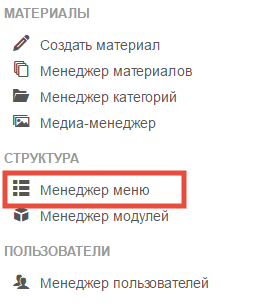 МАТЕРИАЛЫ
Создать материал
Менеджер материалов
Менеджер категорий
Медиа-менеджер
СТРУКТУРА
Менеджер меню
Менеджер модулей
ПОЛЬЗОВАТЕЛИ
Менеджер пользователей